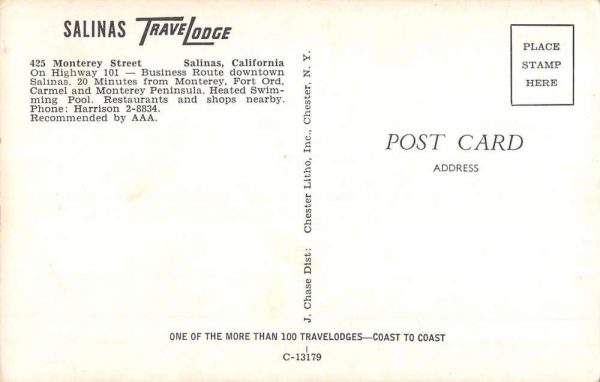 SALINAS TRAVELODGE
425 Monterey Street Salinas, California
On Highway 101 — Business Route downtown
Salinas. 20 Minutes from Monterey, Fort Ord,
Carmel and Monterey Peninsula. Heated Swim-
ming Pool. Restaurants and shops nearby.
Phone: Harrison 2-8834.
Recommended by AAA.
J. Chase Dist: Chester Litho, Inc., Chester, N. Y.
PLACE
STAMP
HERE
POST CARD
ADDRESS
ONE OF THE MORE THAN 100 TRAVELODGES—COAST TO COAST
C-13179